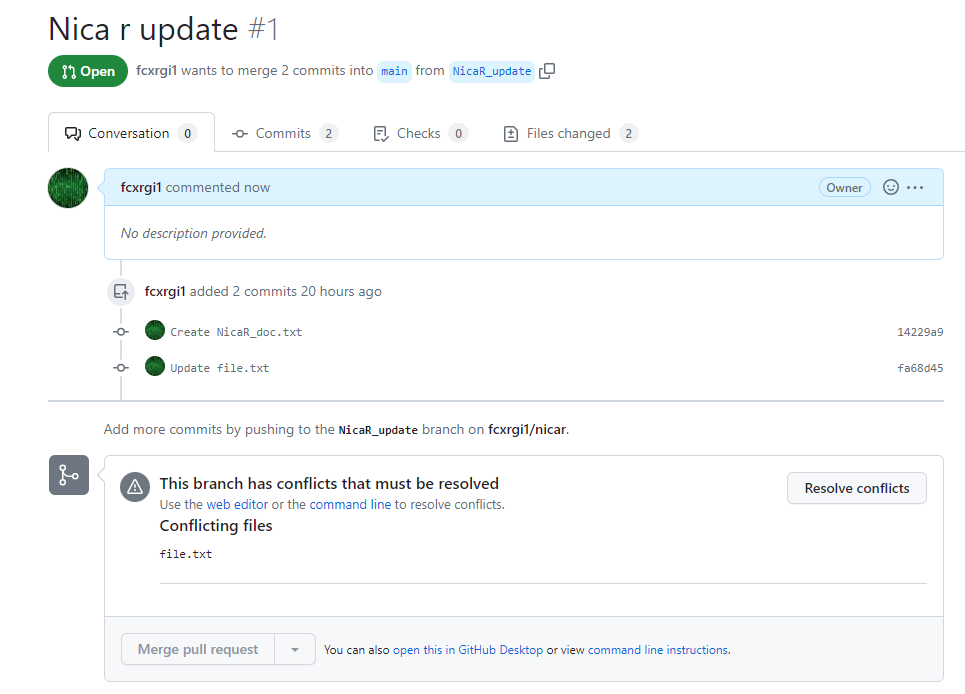 Nica r update #1
Open fcxrgi1 wants to merge 2 commits into main from NicaR_update
Conversation 0 Commits 2 Checks 0 Files changed 2
fcxrgi1 commented now Owner
No description provided.
fcxrgi1 added 2 commits 20 hours ago
Create NicaR_doc.txt 14229a9
Update file.txt fa68d45
Add more commits by pushing to the NicaR_update branch on fcxrgi1/nicar.
This branch has conflicts that must be resolved
Resolve conflicts
Use the web editor or the command line to resolve conflicts.
Conflicting files
file.txt
Merge pull request You can also open this in GitHub Desktop or view command line instructions.